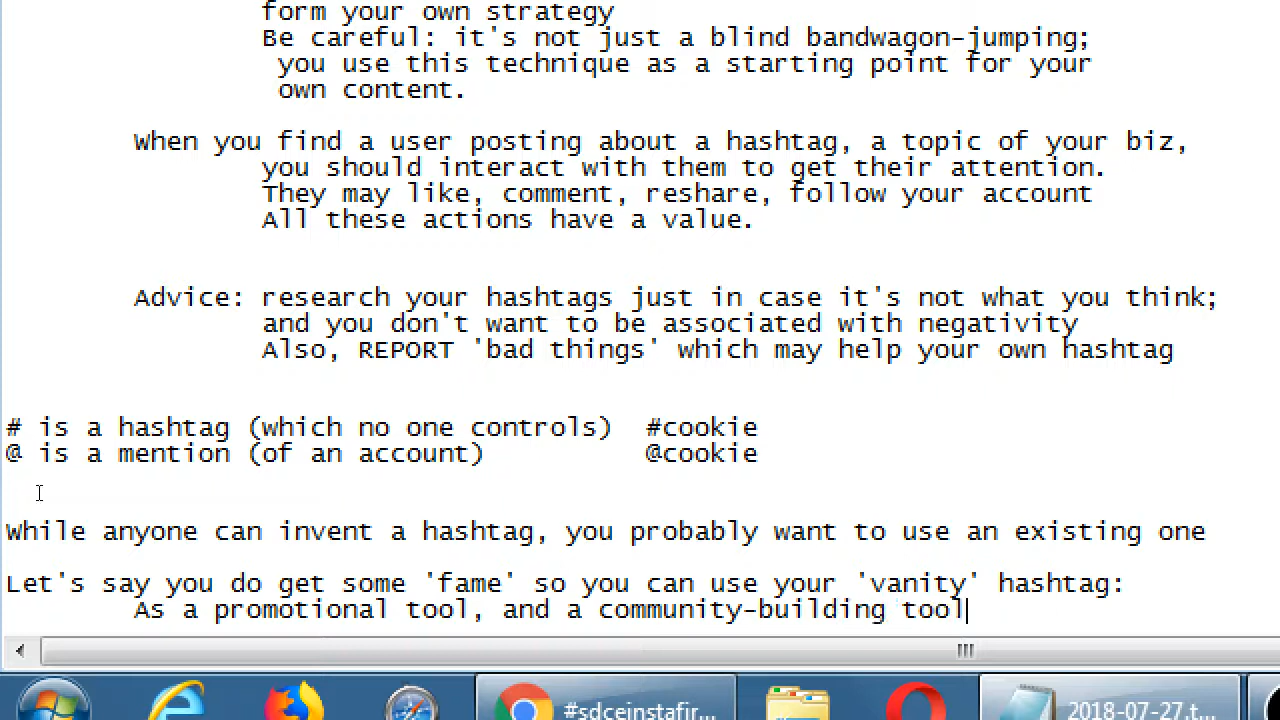 form your own strategy
Be careful: it's not just a blind bandwagon-jumping;
you use this technique as a starting point for your
own content.
When you find a user posting about a hashtag, a topic of your biz,
you should interact with them to get their attention.
They may like, comment, reshare, follow your account
All these actions have a value.
Advice: research your hashtags just in case it's not what you think;
and you don't want to be associated with negativity
Also, REPORT 'bad things' which may help your own hashtag
# is a hashtag (which no one controls) #cookie
@ is a mention (of an account) @cookie
While anyone can invent a hashtag, you probably want to use an existing one
Let's say you do get some 'fame' so you can use your 'vanity' hashtag:
As a promotional tool, and a community-building tool
#sdceinstafir... 2018-07-27.t...